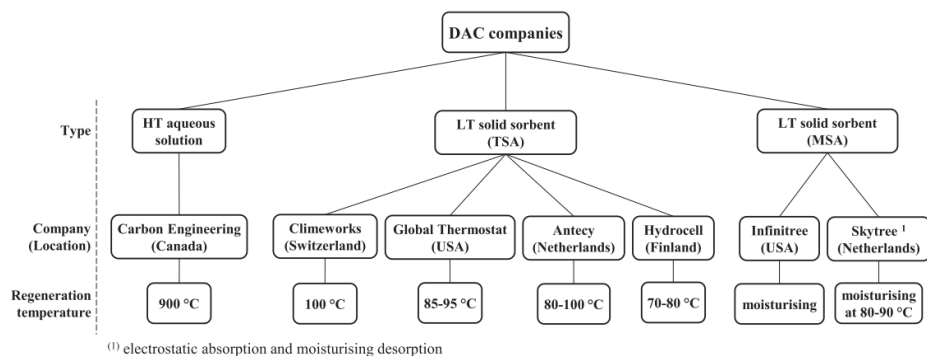 DAC companies
Type
HT aqueous
solution
LT solid sorbent
(TSA)
LT solid sorbent
(MSA)
Company
(Location)
Carbon Engineering
(Canada)
Climeworks
(Switzerland)
Global Thermostat
(USA)
Antecy
(Netherlands)
Hydrocell
(Finland)
Infinitree
(USA)
Skytree ¹
(Netherlands)
Regeneration
temperature
900 °C
100 °C
85-95 °C
80-100 °C
70-80 °C
moisturising
moisturising
at 80-90 °C
⁽¹⁾ electrostatic absorption and moisturising desorption